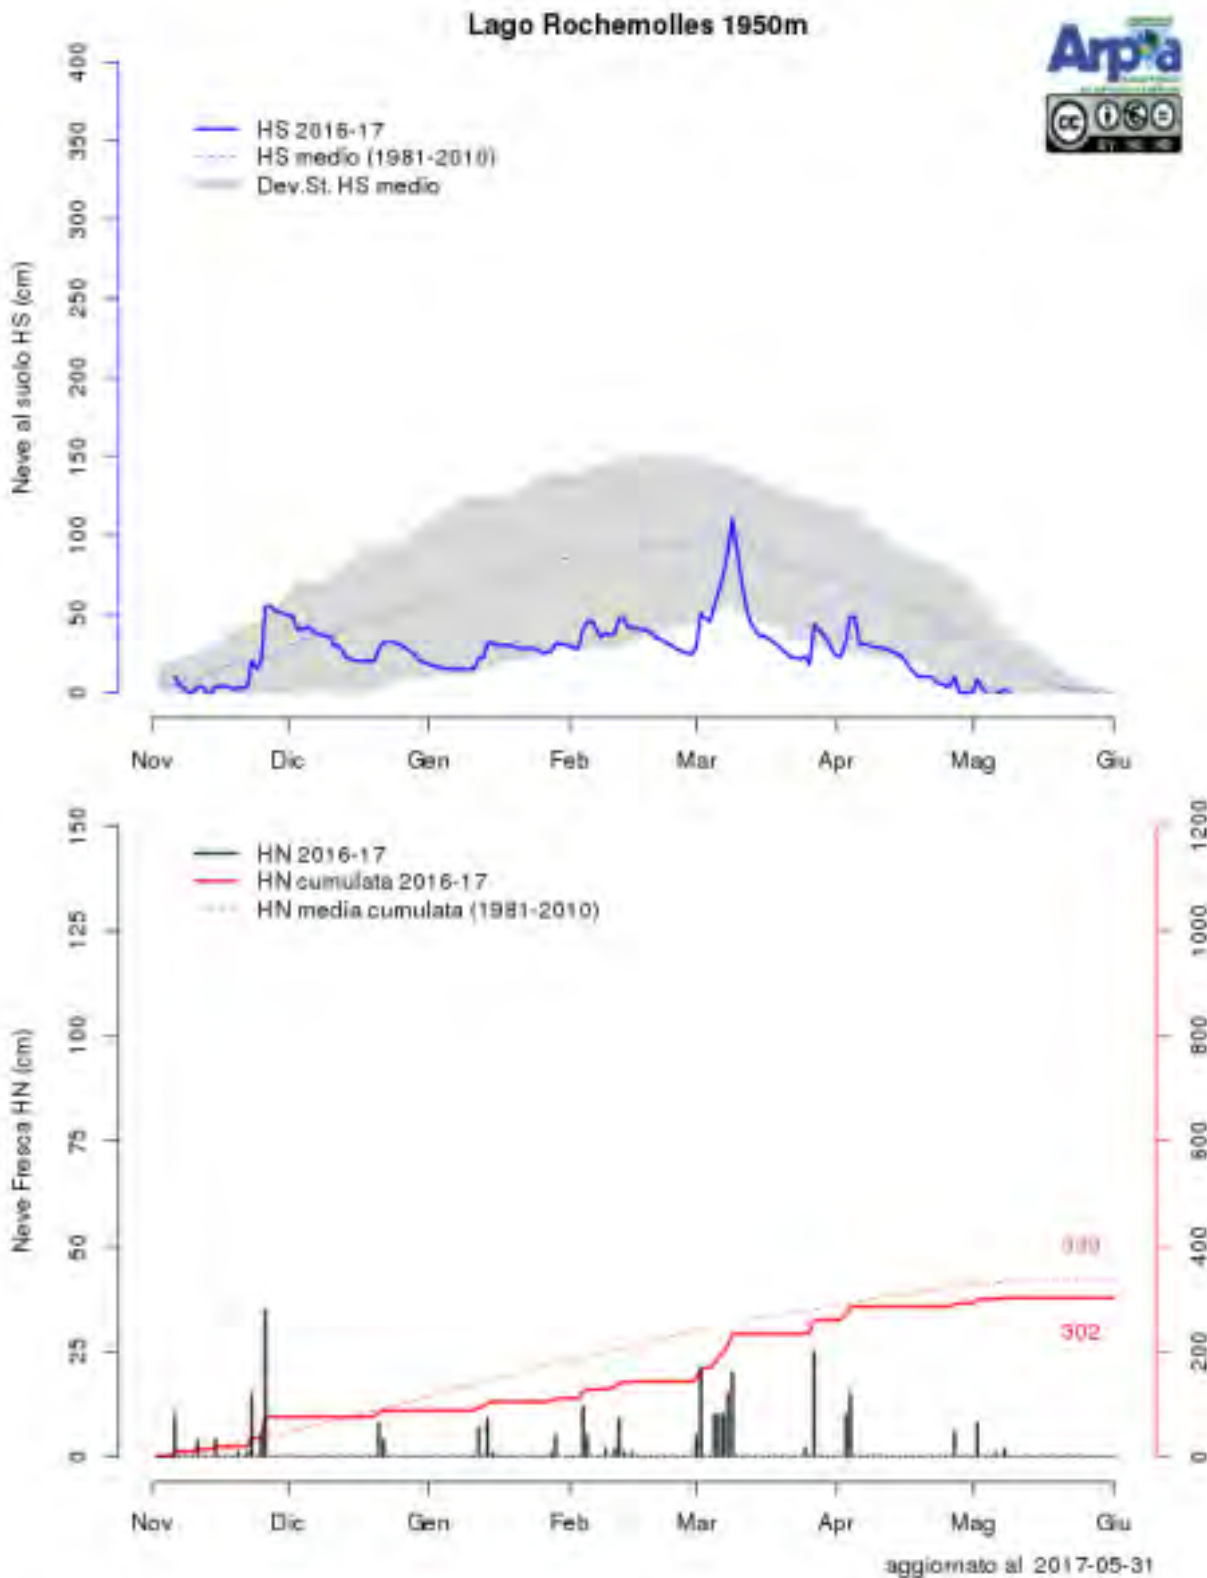 Lago Rochemolles 1950m
Arpa
cc
400
350
300
250
200
150
100
50
0
Neve al suolo HS (cm)
HS 2016-17
HS medio (1981-2010)
Dev.St. HS medio
Nov Dic Gen Feb Mar Apr Mag Giu
150
125
100
75
50
25
0
Neve Fresca HN (cm)
HN 2016-17
HN cumulata 2016-17
HN media cumulata (1981-2010)
302
1200
1000
800
600
400
200
0
Nov Dic Gen Feb Mar Apr Mag Giu
aggiornato al 2017-05-31